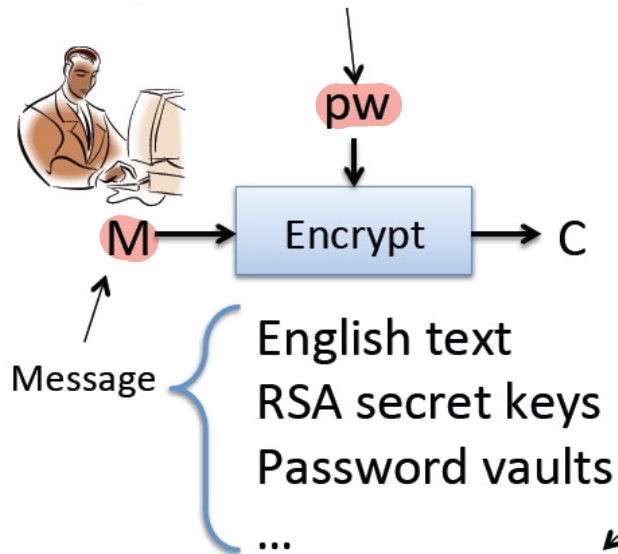 pw
M
Encrypt
C
Message
English text
RSA secret keys
Password vaults
...